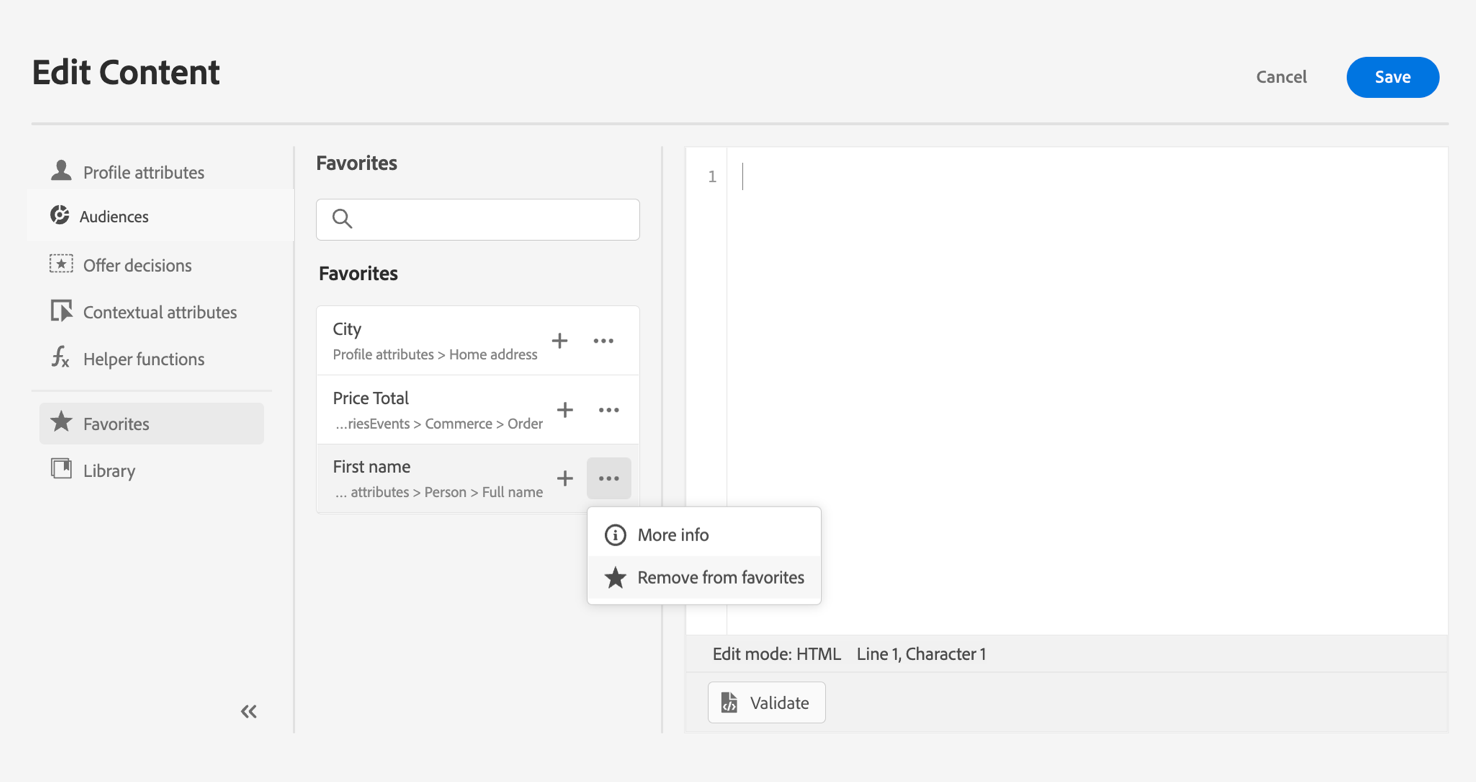 Edit Content
Cancel
Save
Profile attributes
Audiences
Offer decisions
Contextual attributes
Helper functions
Favorites
Library
Favorites
Favorites
City
Profile attributes > Home address
Price Total
...riesEvents > Commerce > Order
First name
... attributes > Person > Full name
More info
Remove from favorites
1
Edit mode: HTML Line 1, Character 1
Validate